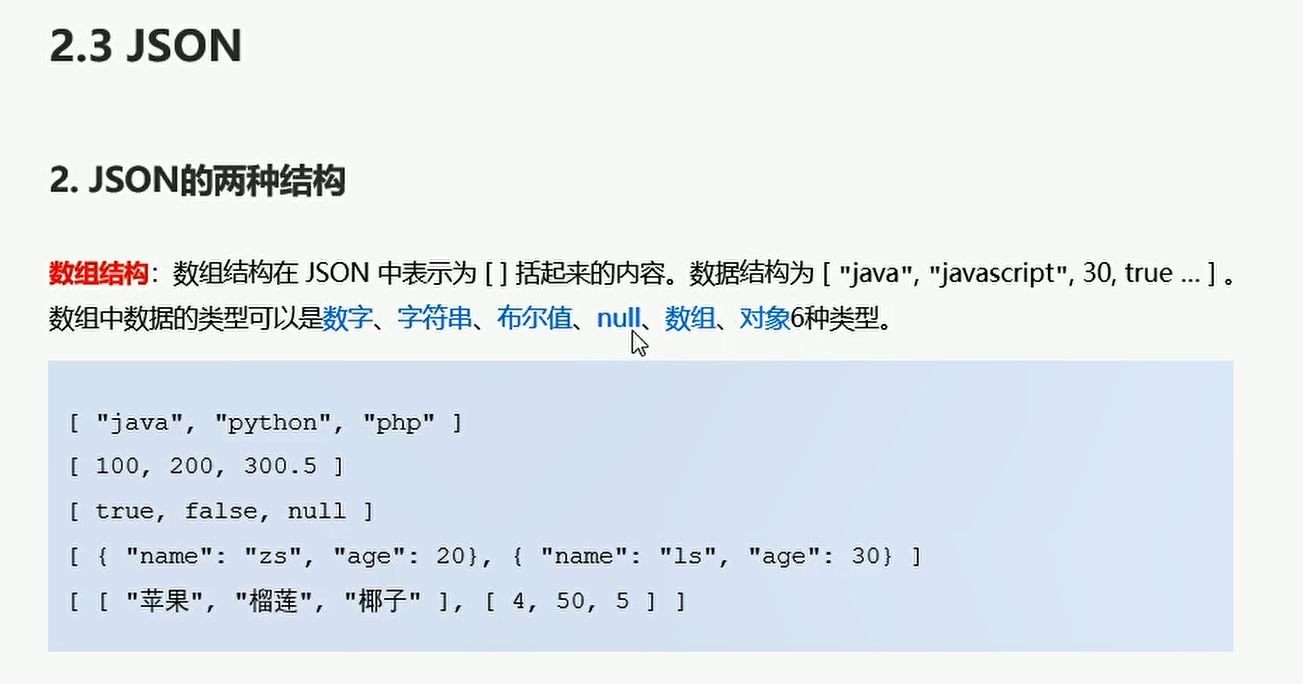 2.3 JSON
2. JSON的两种结构
数组结构：数组结构在 JSON 中表示为 [ ] 括起来的内容。数据结构为 [ "java", "javascript", 30, true … ] 。
数组中数据的类型可以是数字、字符串、布尔值、null、数组、对象6种类型。
[ "java", "python", "php" ]
[ 100, 200, 300.5 ]
[ true, false, null ]
[ { "name": "zs", "age": 20}, { "name": "ls", "age": 30} ]
[ [ "苹果", "榴莲", "椰子" ], [ 4, 50, 5 ] ]